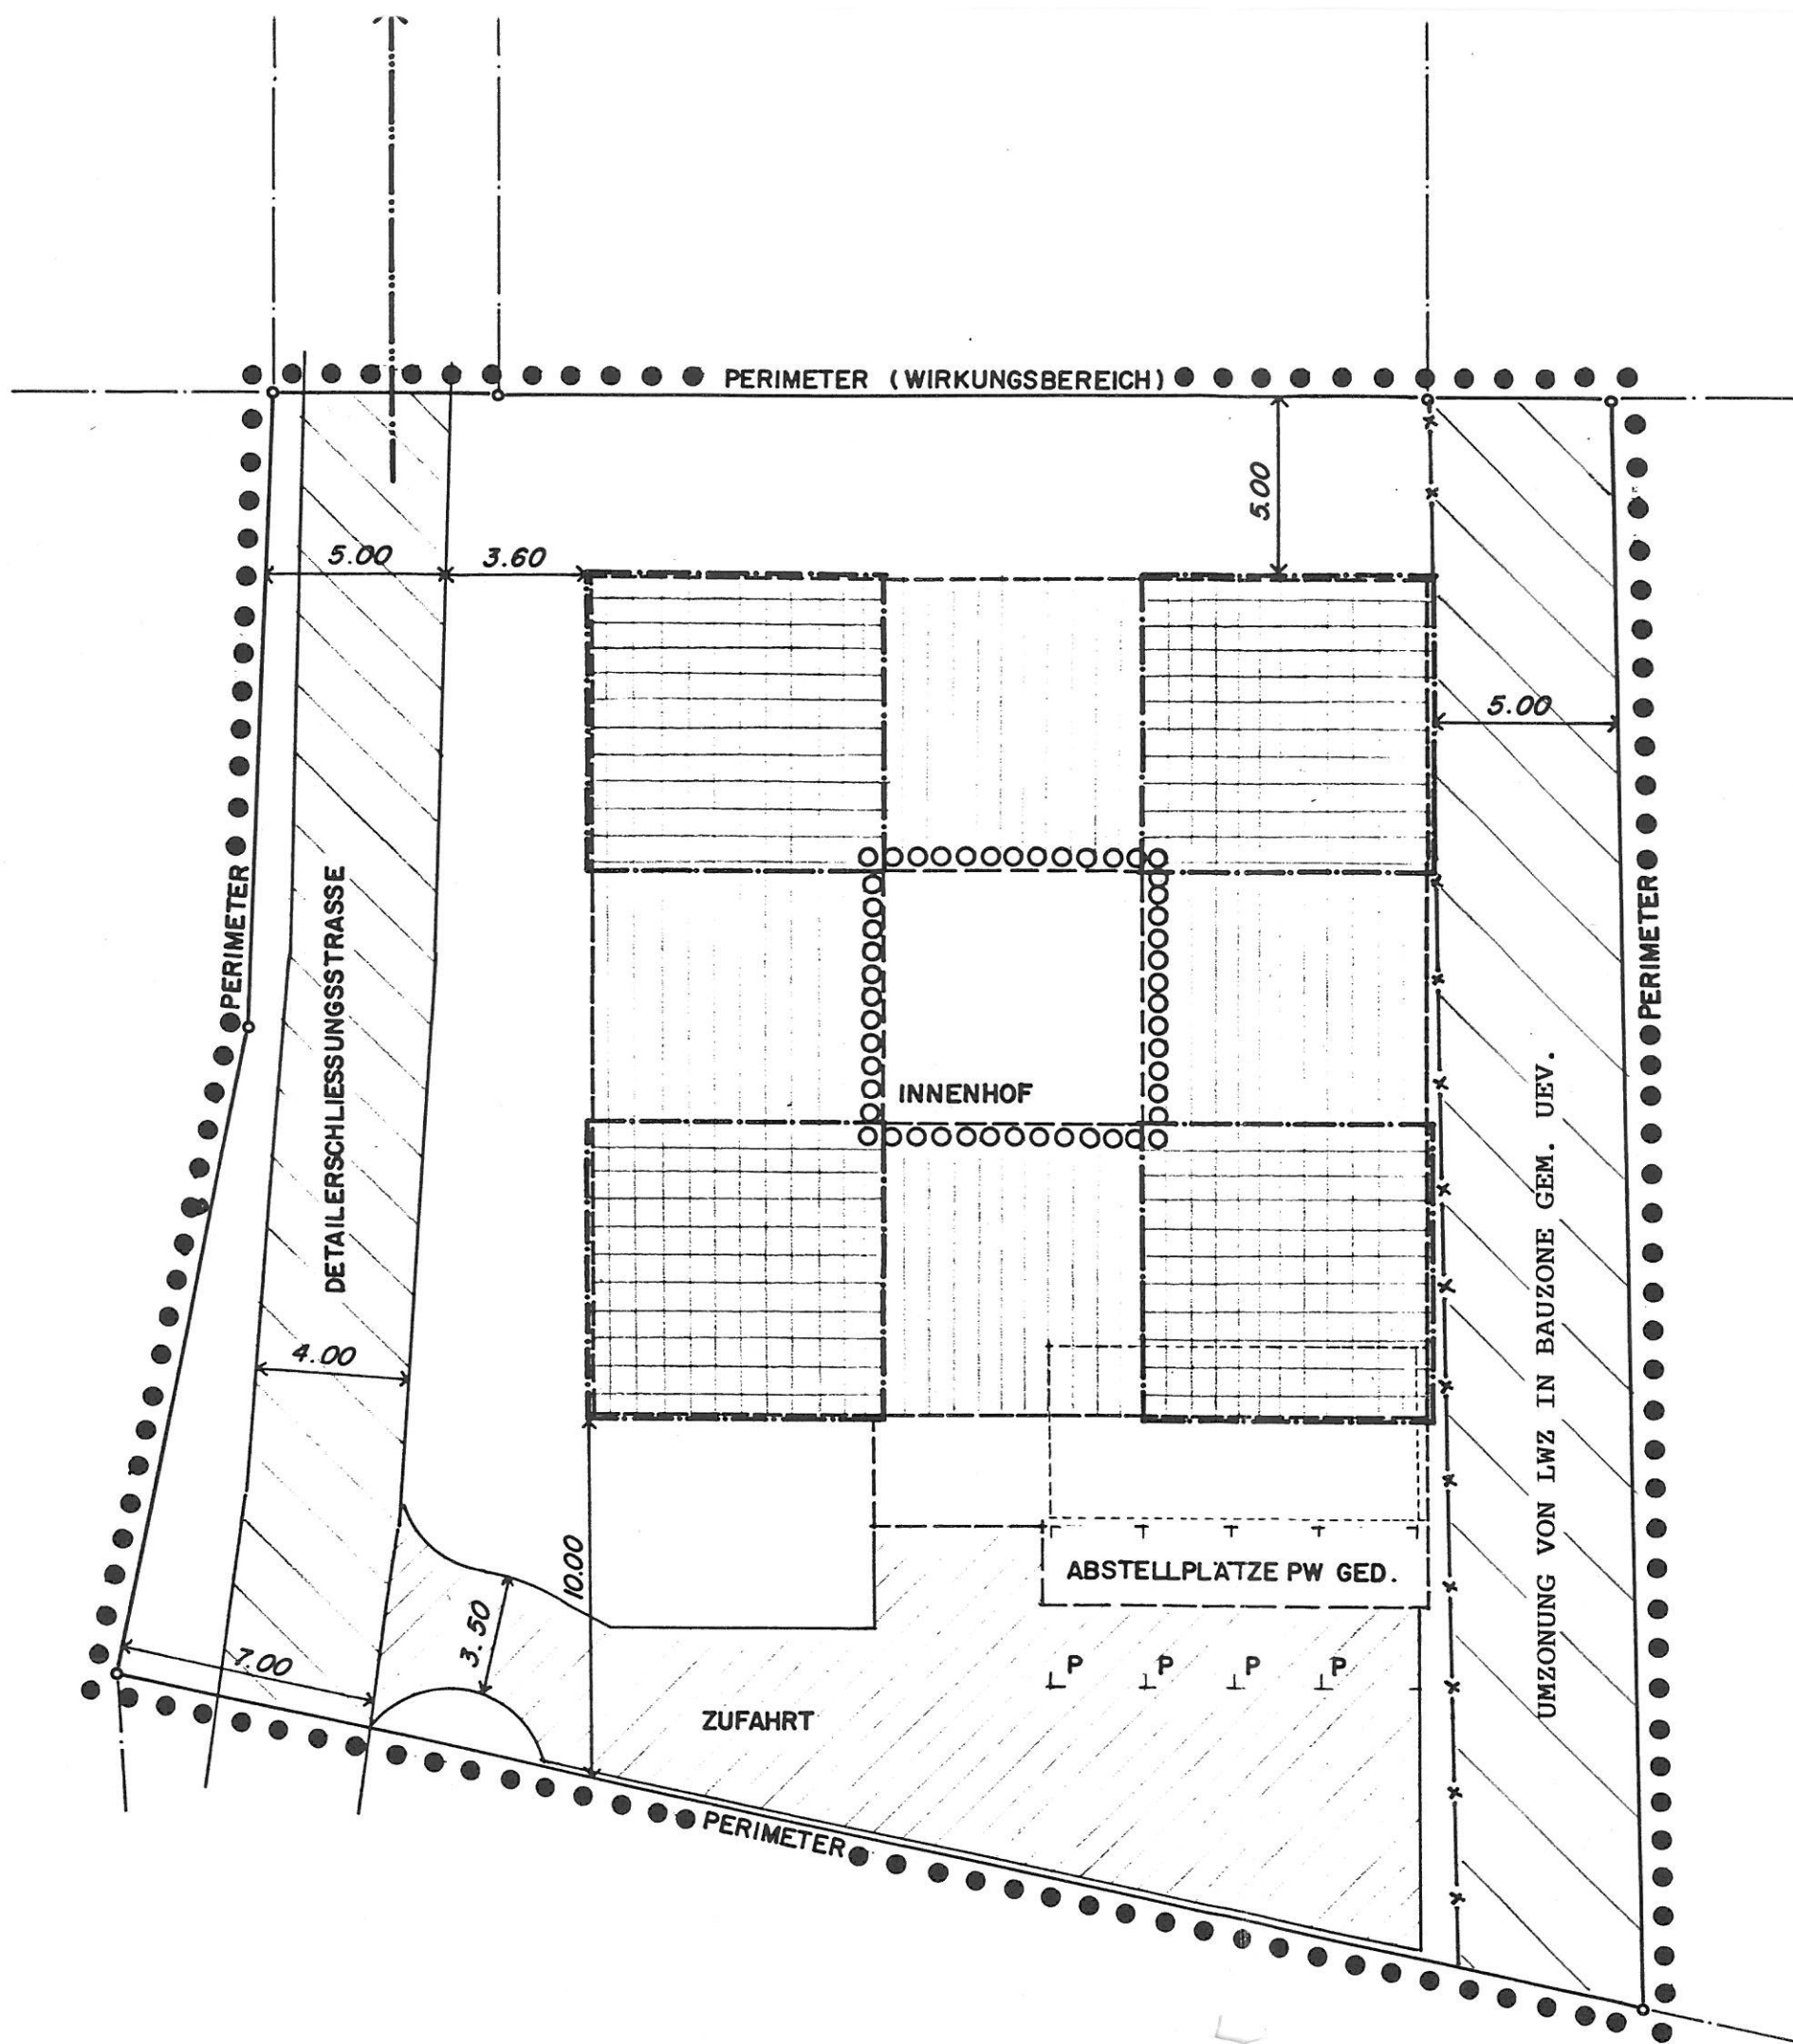 PERIMETER (WIRKUNGSBEREICH)
5.00
5.00
3.60
5.00
PERIMETER
DETAILERSCHLIESSUNGSSTRASSE
PERIMETER
INNENHOF
UMZONUNG VON LWZ IN BAUZONE GEM. UEV.
4.00
10.00
ABSTELLPLÄTZE PW GED.
3.50
7.00
P
P
P
P
ZUFAHRT
PERIMETER